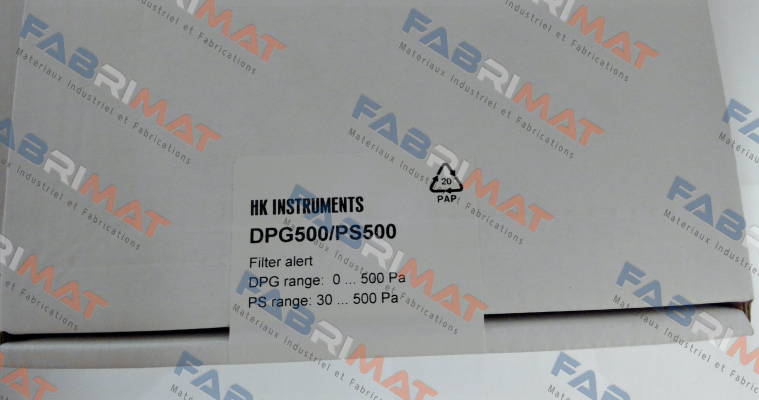 HK INSTRUMENTS
DPG500/PS500
Filter alert
DPG range: 0 ... 500 Pa
PS range: 30 ... 500 Pa
20
PAP
FABRIMAT
Matériaux Industriel et Fabrications